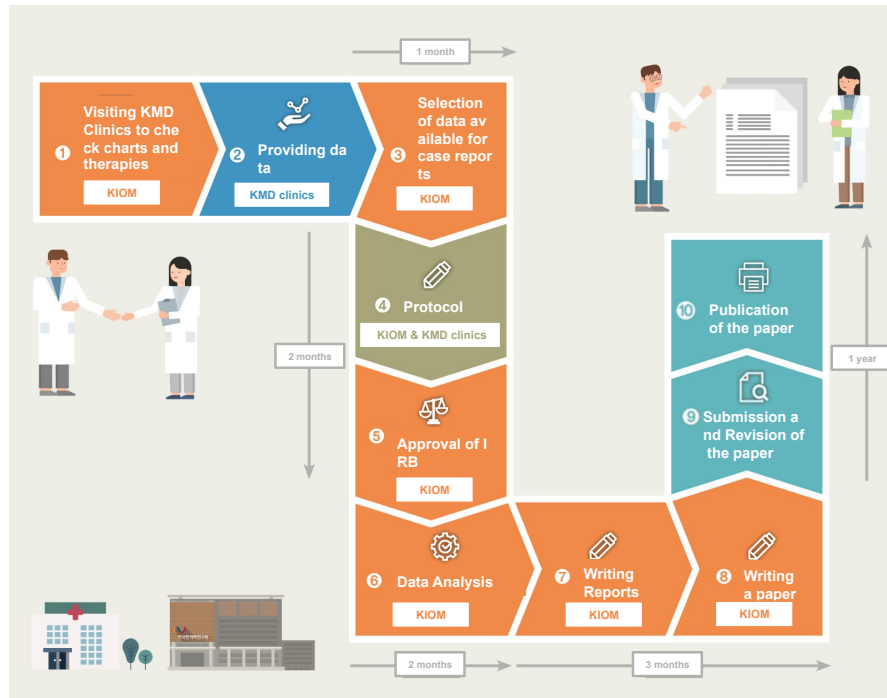 1 month
Visiting KMD
Clinics to che
ck charts and
therapies
1
KIOM
2
Providing da
ta
KMD clinics
Selection
of data av
ailable for
case repor
ts
3
KIOM
4
Protocol
KIOM & KMD clinics
2 months
5
Approval of I
RB
KIOM
6
Data Analysis
KIOM
7
Writing
Reports
KIOM
8
Writing
a paper
KIOM
9
Submission a
nd Revision of
the paper
10
Publication
of the paper
1 year
2 months
3 months